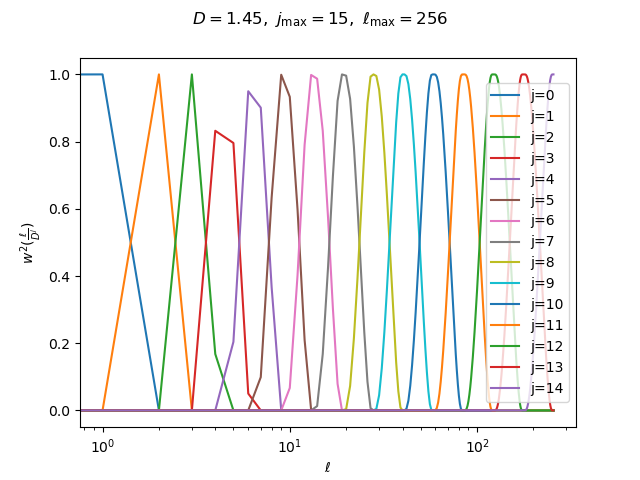 D = 1.45, j_max = 15, ℓ_max = 256
1.0
0.8
0.6
0.4
0.2
0.0
w²(ℓ/Dʲ)
10⁰
10¹
10²
ℓ
j=0
j=1
j=2
j=3
j=4
j=5
j=6
j=7
j=8
j=9
j=10
j=11
j=12
j=13
j=14